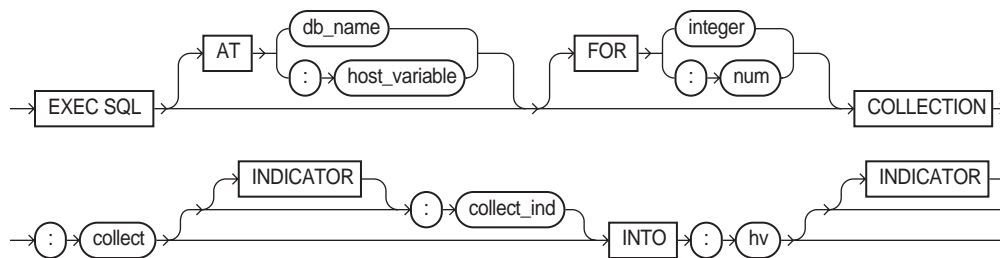 AT db_name FOR integer
: host_variable : num
EXEC SQL COLLECTION
INDICATOR INDICATOR
: collect_ind
: collect INTO : hv